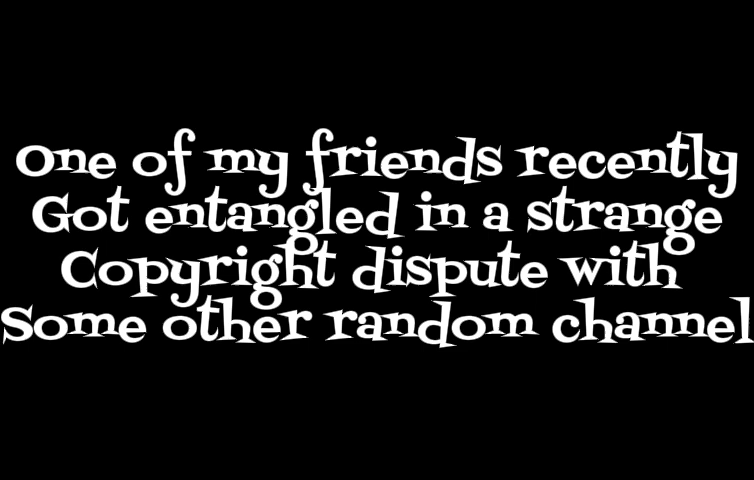 One of my friends recently
Got entangled in a strange
Copyright dispute with
Some other random channel